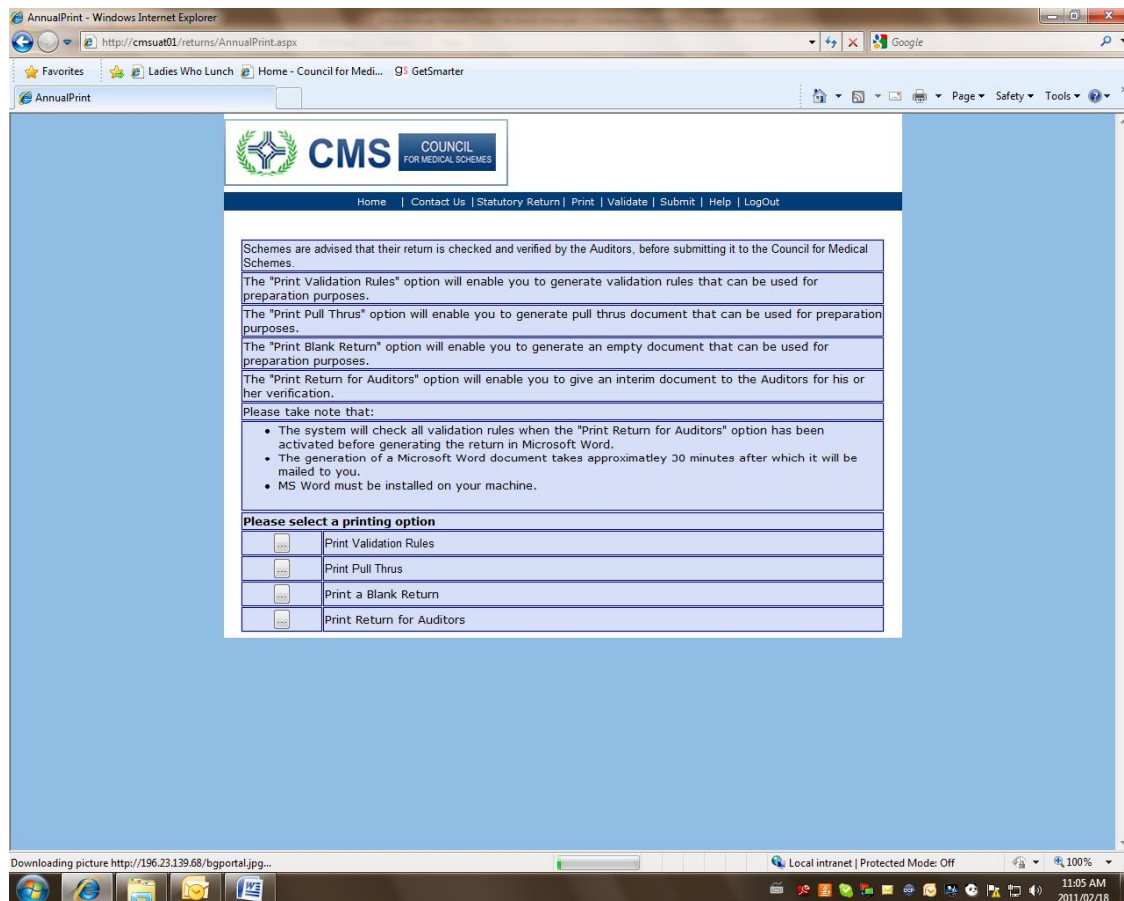 AnnualPrint - Windows Internet Explorer
http://cmsuat01/returns/AnnualPrint.aspx
Google
Favorites
Ladies Who Lunch
Home - Council for Medi...
GetSmarter
AnnualPrint
Page Safety Tools
CMS COUNCIL
FOR MEDICAL SCHEMES
Home | Contact Us | Statutory Return | Print | Validate | Submit | Help | LogOut
Schemes are advised that their return is checked and verified by the Auditors, before submitting it to the Council for Medical
Schemes.
The "Print Validation Rules" option will enable you to generate validation rules that can be used for
preparation purposes.
The "Print Pull Thrus" option will enable you to generate pull thrus document that can be used for preparation
purposes.
The "Print Blank Return" option will enable you to generate an empty document that can be used for
preparation purposes.
The "Print Return for Auditors" option will enable you to give an interim document to the Auditors for his or
her verification.
Please take note that:
• The system will check all validation rules when the "Print Return for Auditors" option has been
activated before generating the return in Microsoft Word.
• The generation of a Microsoft Word document takes approximatley 30 minutes after which it will be
mailed to you.
• MS Word must be installed on your machine.
Please select a printing option
... Print Validation Rules
... Print Pull Thrus
... Print a Blank Return
... Print Return for Auditors
Downloading picture http://196.23.139.68/bgportal.jpg...
Local intranet | Protected Mode: Off
100%
11:05 AM
2011/02/18